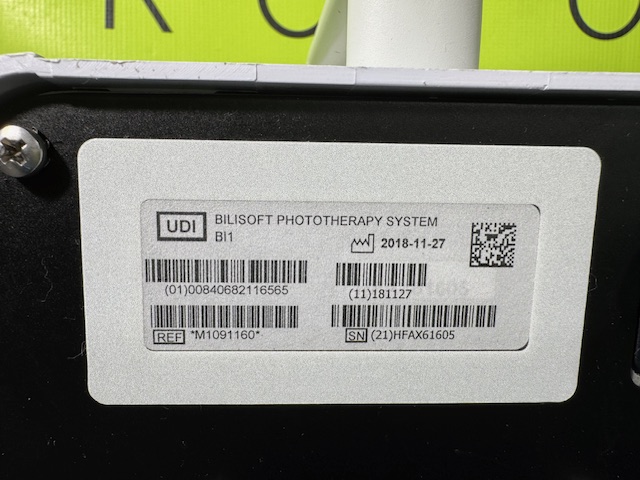 R O O
UDI
BILISOFT PHOTOTHERAPY SYSTEM
BI1
2018-11-27
(01)00840682116565
(11)181127
REF *M1091160*
SN (21)HFAX61605